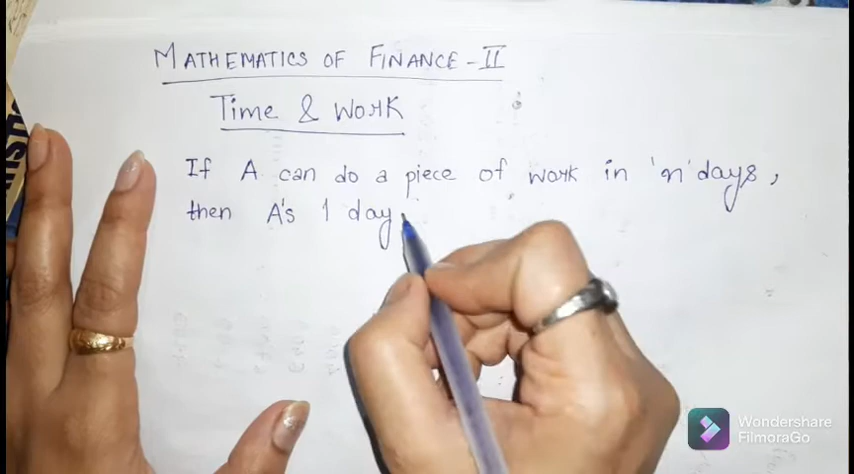 MATHEMATICS OF FINANCE - II
Time & Work
If A can do a piece of work in 'n' days,
then A's 1 day
Wondershare
FilmoraGo